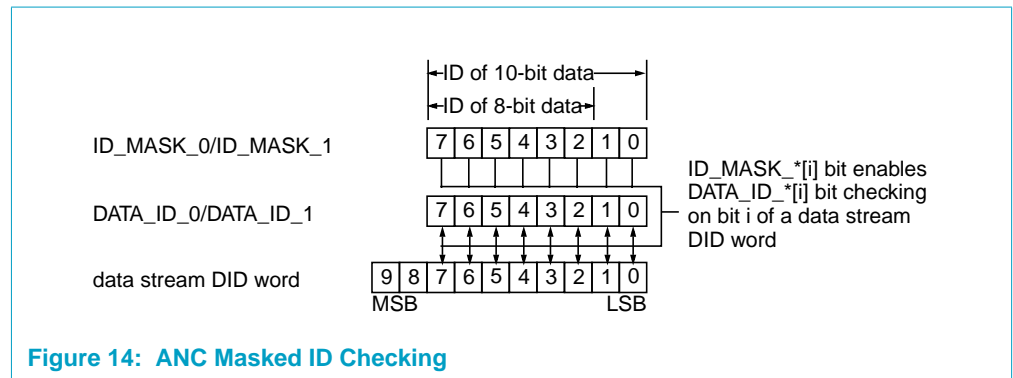 ID of 10-bit data
ID of 8-bit data
ID_MASK_0/ID_MASK_1 7 6 5 4 3 2 1 0
ID_MASK_*[i] bit enables
DATA_ID_*[i] bit checking
on bit i of a data stream
DID word
DATA_ID_0/DATA_ID_1 7 6 5 4 3 2 1 0
data stream DID word 9 8 7 6 5 4 3 2 1 0
MSB LSB
Figure 14: ANC Masked ID Checking